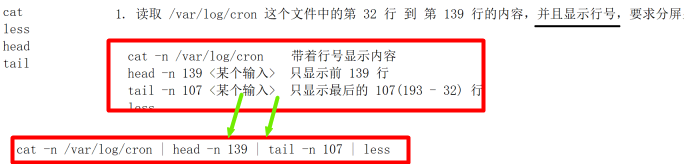 cat
less
head
tail
1. 读取 /var/log/cron 这个文件中的第 32 行 到 第 139 行的内容，并且显示行号，要求分屏
cat -n /var/log/cron 带着行号显示内容
head -n 139 <某个输入> 只显示前 139 行
tail -n 107 <某个输入> 只显示最后的 107(193 - 32) 行
less
cat -n /var/log/cron | head -n 139 | tail -n 107 | less